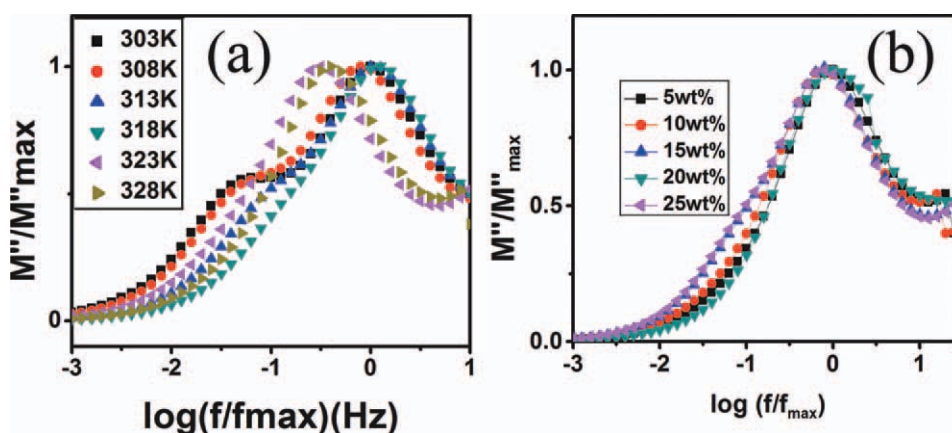 (a)
303K
308K
313K
318K
323K
328K
M"/M"max
1
0
-3 -2 -1 0 1
log(f/fmax)(Hz)
(b)
5wt%
10wt%
15wt%
20wt%
25wt%
M"/M"max
1.0
0.5
0.0
-3 -2 -1 0 1
log (f/fmax)